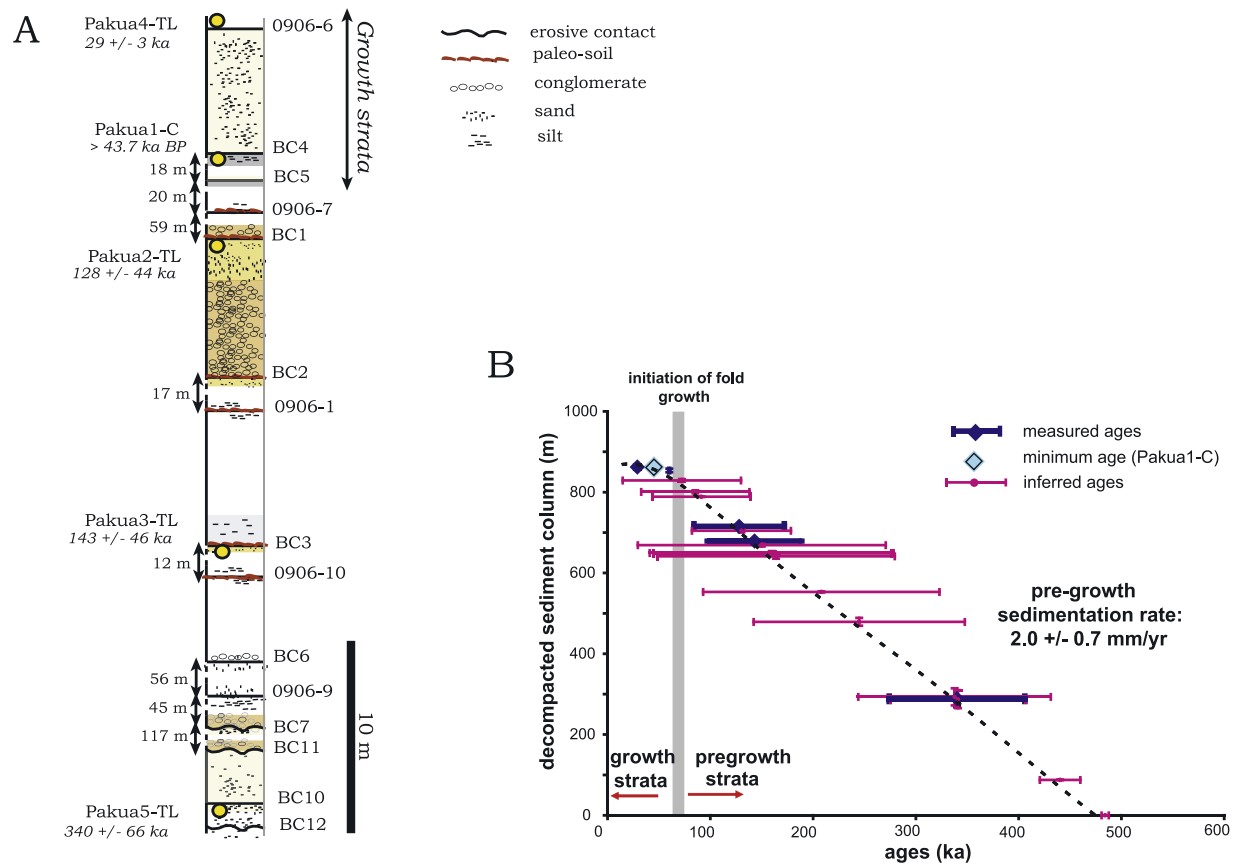 A
Pakua4-TL
29 +/- 3 ka
0906-6
Growth strata
Pakua1-C
> 43.7 ka BP
BC4
18 m
BC5
20 m
0906-7
59 m
BC1
Pakua2-TL
128 +/- 44 ka
BC2
17 m
0906-1
Pakua3-TL
143 +/- 46 ka
BC3
12 m
0906-10
BC6
56 m
0906-9
45 m
BC7
117 m
BC11
10 m
BC10
Pakua5-TL
340 +/- 66 ka
BC12
erosive contact
paleo-soil
conglomerate
sand
silt
B
initiation of fold
growth
1000
800
600
400
200
0
decompacted sediment column (m)
measured ages
minimum age (Pakua1-C)
inferred ages
pre-growth
sedimentation rate:
2.0 +/- 0.7 mm/yr
growth
strata
pregrowth
strata
0
100
200
300
400
500
600
ages (ka)